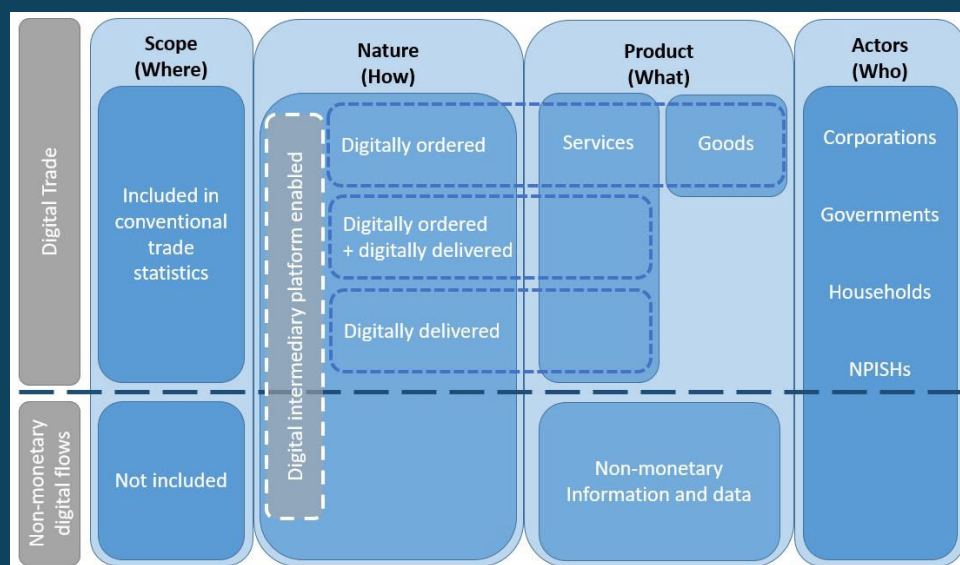 Scope
(Where)
Nature
(How)
Product
(What)
Actors
(Who)
Digital Trade
Included in
conventional
trade
statistics
Digital intermediary platform enabled
Digitally ordered
Services
Goods
Corporations
Digitally ordered
+ digitally delivered
Governments
Digitally delivered
Households
NPISHs
Non-monetary
digital flows
Not included
Non-monetary
Information and data